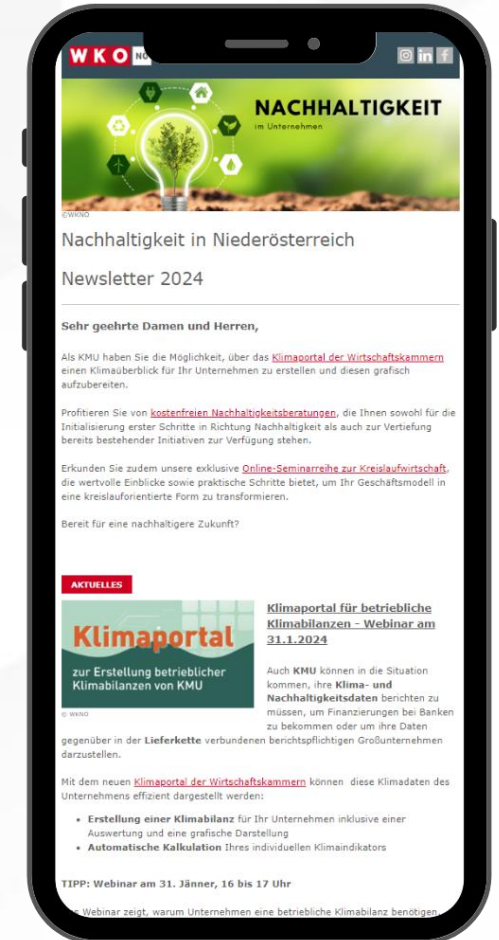 WKO NÖ
in f
NACHHALTIGKEIT
im Unternehmen
©WKNÖ
Nachhaltigkeit in Niederösterreich
Newsletter 2024
Sehr geehrte Damen und Herren,
Als KMU haben Sie die Möglichkeit, über das Klimaportal der Wirtschaftskammern
einen Klimaüberblick für Ihr Unternehmen zu erstellen und diesen grafisch
aufzubereiten.
Profitieren Sie von kostenfreien Nachhaltigkeitsberatungen, die Ihnen sowohl für die
Initialisierung erster Schritte in Richtung Nachhaltigkeit als auch zur Vertiefung
bereits bestehender Initiativen zur Verfügung stehen.
Erkunden Sie zudem unsere exklusive Online-Seminarreihe zur Kreislaufwirtschaft,
die wertvolle Einblicke sowie praktische Schritte bietet, um Ihr Geschäftsmodell in
eine kreislauforientierte Form zu transformieren.
Bereit für eine nachhaltigere Zukunft?
AKTUELLES
Klimaportal
zur Erstellung betrieblicher
Klimabilanzen von KMU
© WKNÖ
Klimaportal für betriebliche
Klimabilanzen - Webinar am
31.1.2024
Auch KMU können in die Situation
kommen, ihre Klima- und
Nachhaltigkeitsdaten berichten zu
müssen, um Finanzierungen bei Banken
zu bekommen oder um ihre Daten
gegenüber in der Lieferkette verbundenen berichtspflichtigen Großunternehmen
darzustellen.
Mit dem neuen Klimaportal der Wirtschaftskammern können diese Klimadaten des
Unternehmens effizient dargestellt werden:
• Erstellung einer Klimabilanz für Ihr Unternehmen inklusive einer
Auswertung und eine grafische Darstellung
• Automatische Kalkulation Ihres individuellen Klimaindikators
TIPP: Webinar am 31. Jänner, 16 bis 17 Uhr
Webinar zeigt, warum Unternehmen eine betriebliche Klimabilanz benötigen,